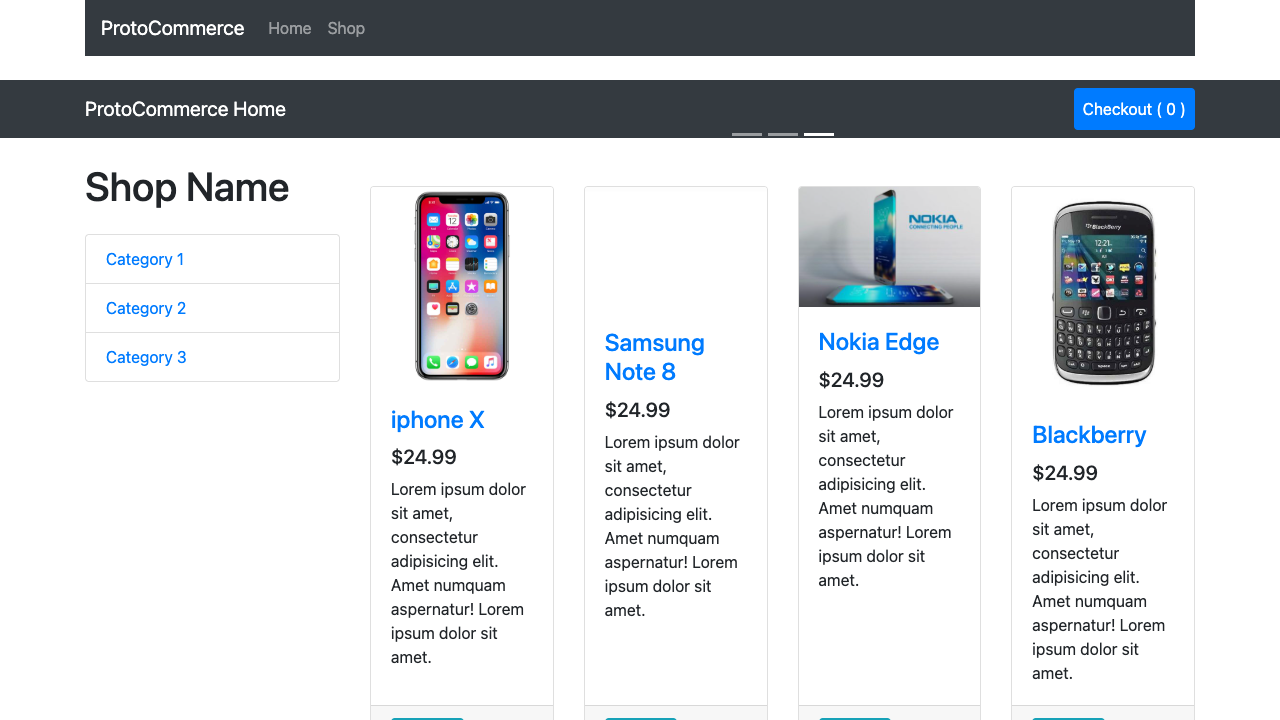 ProtoCommerce Home Shop
ProtoCommerce Home
Checkout ( 0 )
Shop Name
Category 1
Category 2
Category 3
iphone X
$24.99
Lorem ipsum dolor
sit amet,
consectetur
adipisicing elit.
Amet numquam
aspernatur! Lorem
ipsum dolor sit
amet.
Samsung
Note 8
$24.99
Lorem ipsum dolor
sit amet,
consectetur
adipisicing elit.
Amet numquam
aspernatur! Lorem
ipsum dolor sit
amet.
NOKIA
CONNECTING PEOPLE
Nokia Edge
$24.99
Lorem ipsum dolor
sit amet,
consectetur
adipisicing elit.
Amet numquam
aspernatur! Lorem
ipsum dolor sit
amet.
BlackBerry
12:21
Blackberry
$24.99
Lorem ipsum dolor
sit amet,
consectetur
adipisicing elit.
Amet numquam
aspernatur! Lorem
ipsum dolor sit
amet.